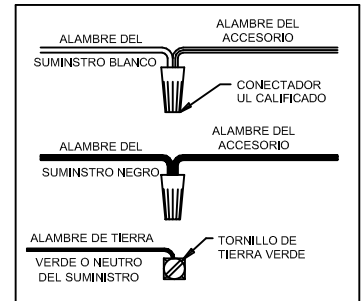 ALAMBRE DEL
SUMINSTRO BLANCO
ALAMBRE DEL
ACCESORIO
CONECTADOR
UL CALIFICADO
ALAMBRE DEL
SUMINSTRO NEGRO
ALAMBRE DEL
ACCESORIO
ALAMBRE DE TIERRA
VERDE O NEUTRO
DEL SUMINISTRO
TORNILLO DE
TIERRA VERDE